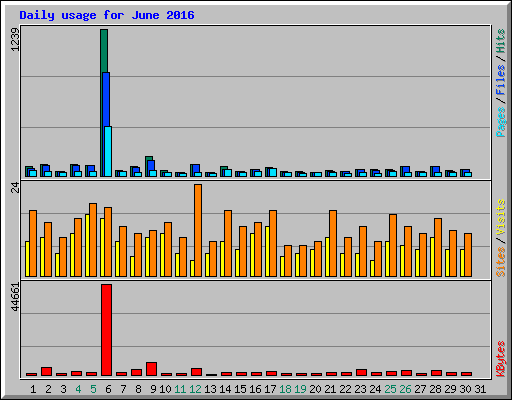 Daily usage for June 2016
1239
Pages / Files / Hits
24
Sites / Visits
44661
KBytes
1 2 3 4 5 6 7 8 9 10 11 12 13 14 15 16 17 18 19 20 21 22 23 24 25 26 27 28 29 30 31